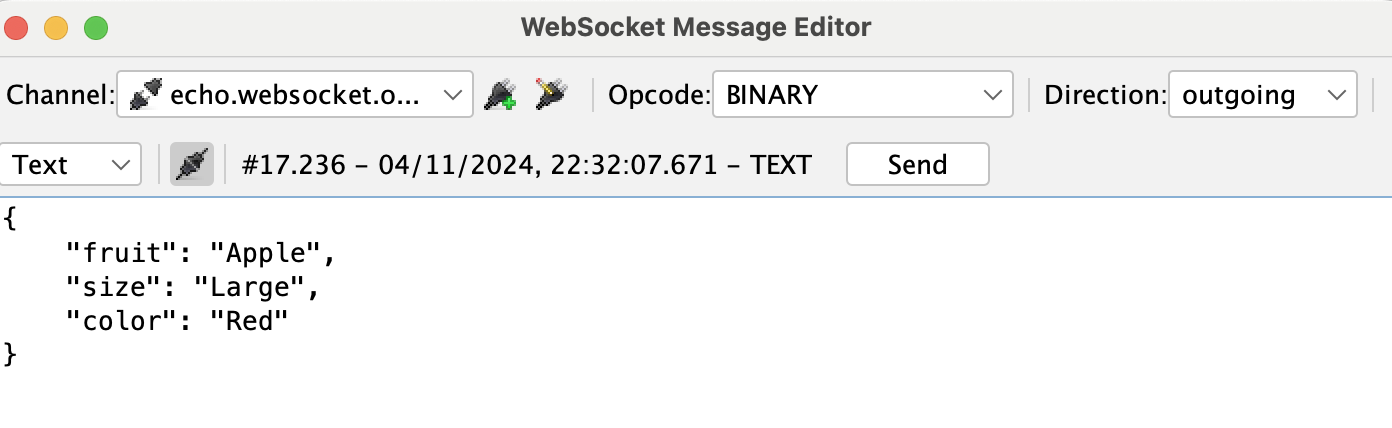 WebSocket Message Editor
Channel: echo.websocket.o... Opcode: BINARY Direction: outgoing
Text #17.236 – 04/11/2024, 22:32:07.671 – TEXT Send
{
    "fruit": "Apple",
    "size": "Large",
    "color": "Red"
}